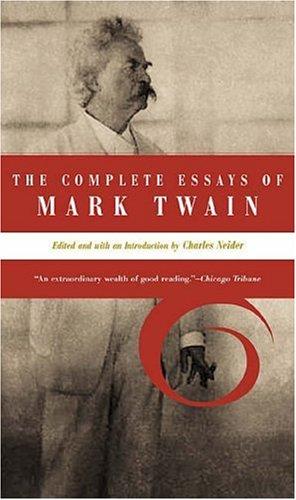 THE COMPLETE ESSAYS OF
MARK TWAIN
Edited and with an Introduction by Charles Neider
"An extraordinary wealth of good reading."–Chicago Tribune